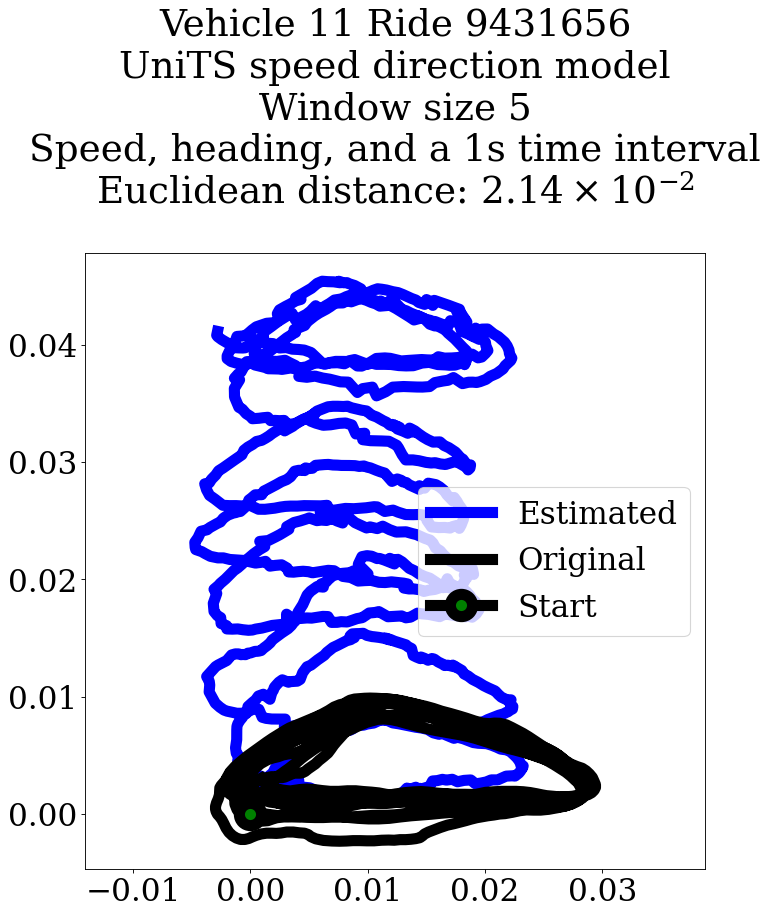 Vehicle 11 Ride 9431656
UniTS speed direction model
Window size 5
Speed, heading, and a 1s time interval
Euclidean distance: 2.14 × 10⁻²
0.04
0.03
0.02
0.01
0.00
Estimated
Original
Start
−0.01 0.00 0.01 0.02 0.03